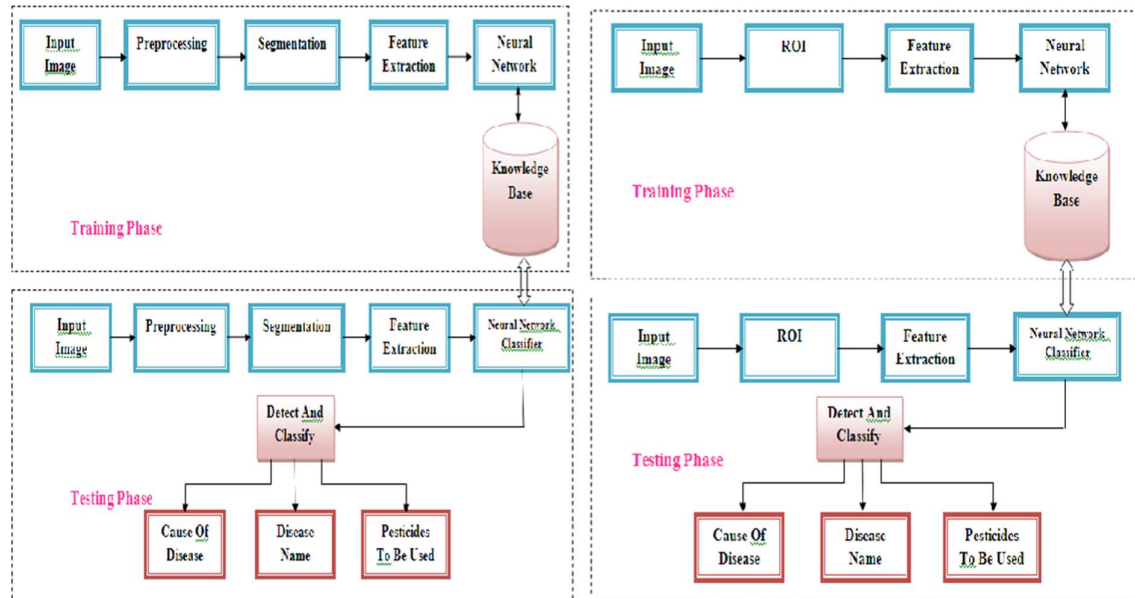 Input
Image
Preprocessing
Segmentation
Feature
Extraction
Neural
Network
Knowledge
Base
Training Phase
Input
Image
Preprocessing
Segmentation
Feature
Extraction
Neural Network
Classifier
Detect And
Classify
Testing Phase
Cause Of
Disease
Disease
Name
Pesticides
To Be Used
Input
Image
ROI
Feature
Extraction
Neural
Network
Knowledge
Base
Training Phase
Input
Image
ROI
Feature
Extraction
Neural Network
Classifier
Detect And
Classify
Testing Phase
Cause Of
Disease
Disease
Name
Pesticides
To Be Used